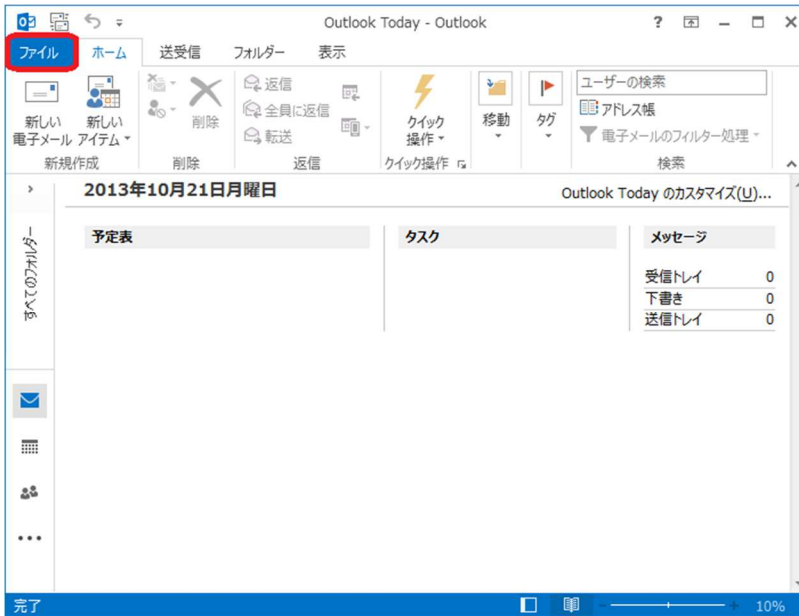 Outlook Today - Outlook
ファイル ホーム 送受信 フォルダー 表示
新しい
電子メール
新しい
アイテム
新規作成
削除
削除
返信
全員に返信
転送
返信
クイック
操作
クイック操作
移動
タグ
ユーザーの検索
アドレス帳
電子メールのフィルター処理
検索
すべてのフォルダー
2013年10月21日月曜日
Outlook Today のカスタマイズ(U)...
予定表
タスク
メッセージ
受信トレイ 0
下書き 0
送信トレイ 0
完了
10%